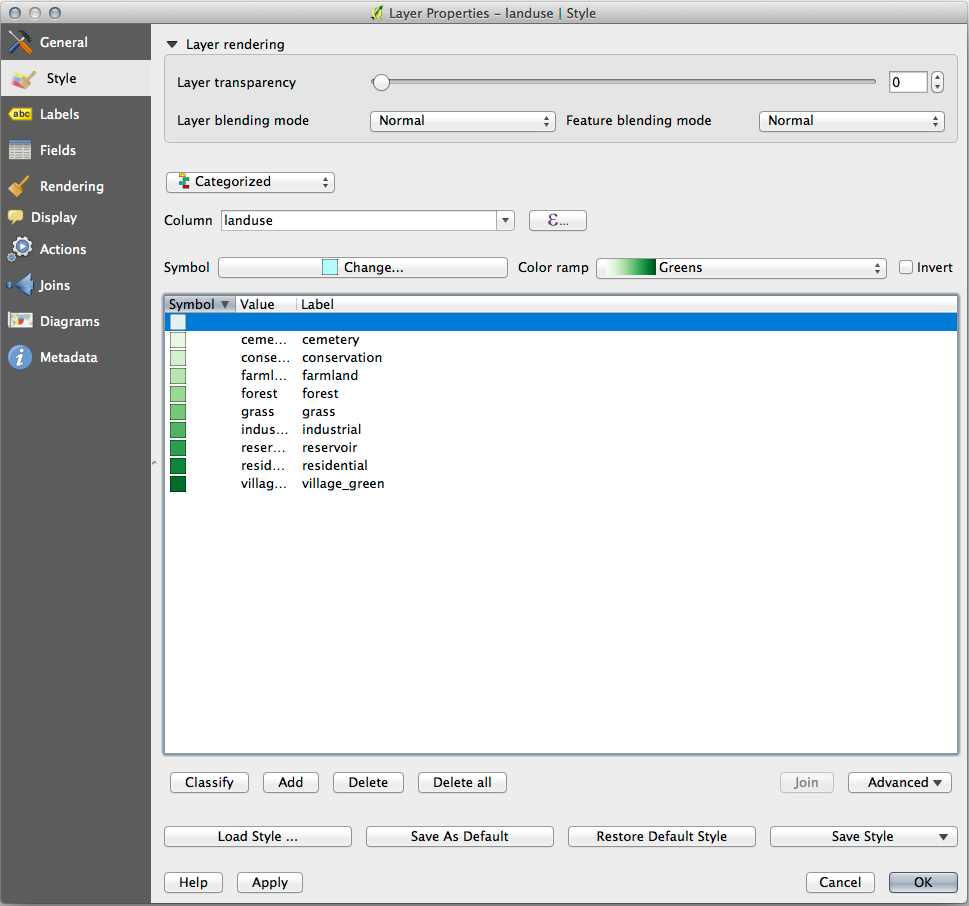 Layer Properties – landuse | Style
General
Style
abc Labels
Fields
Rendering
Display
Actions
Joins
Diagrams
i Metadata
Layer rendering
Layer transparency 0
Layer blending mode Normal Feature blending mode Normal
Categorized
Column landuse ε...
Symbol Change... Color ramp Greens Invert
Symbol Value Label
ceme... cemetery
conse... conservation
farml... farmland
forest forest
grass grass
indus... industrial
reser... reservoir
resid... residential
villag... village_green
Classify Add Delete Delete all Join Advanced
Load Style ... Save As Default Restore Default Style Save Style
Help Apply Cancel OK